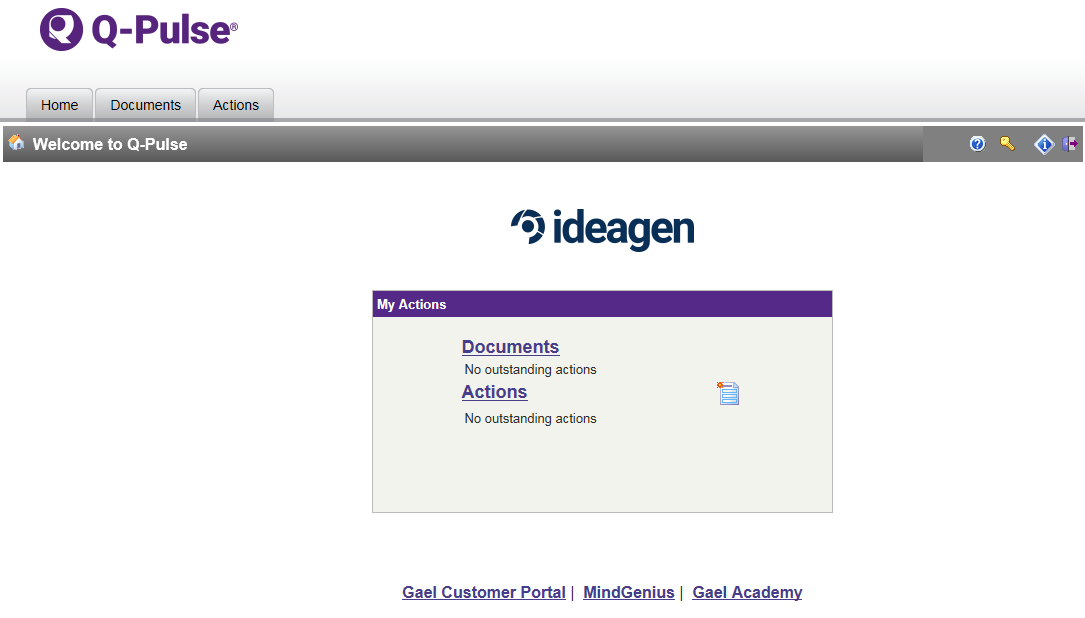 Q-Pulse®
Home Documents Actions
Welcome to Q-Pulse
ideagen
My Actions
Documents
No outstanding actions
Actions
No outstanding actions
Gael Customer Portal | MindGenius | Gael Academy